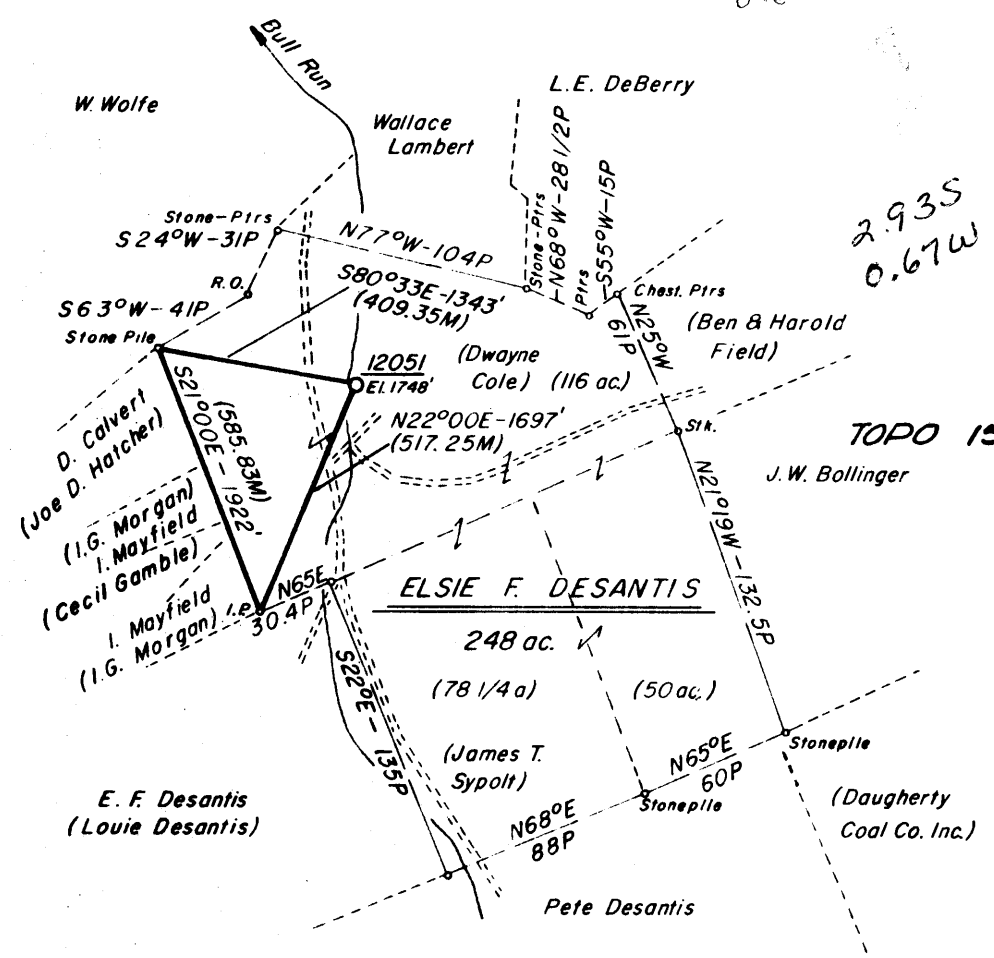 Bull Run
L.E. DeBerry
W. Wolfe
Wallace
Lambert
2.93S
0.67W
Stone-Ptrs
S24°W-31P
N77°W-104P
Stone-Ptrs
N68°W-28 1/2P
Ptrs
S55°W-15P
Chest. Ptrs
R.O.
S80°33E-1343'
(409.35M)
S63°W-41P
Stone Pile
N25°W
61P
(Ben & Harold
Field)
12051
El. 1748'
(Dwayne
Cole) (116 ac.)
N22°00E-1697'
(517.25M)
S21°00E-1922'
(585.83M)
Stk.
TOPO 15
J.W. Bollinger
D. Calvert
(Joe D. Hatcher)
(I.G. Morgan)
I. Mayfield
(Cecil Gamble)
I. Mayfield
(I.G. Morgan)
I.P.
N65E
30.4P
N21°19W-132.5P
ELSIE F. DESANTIS
248 ac.
(78 1/4 a) (50 ac.)
S22°E-135P
(James T.
Sypolt)
N65°E
60P
Stonepile
Stonepile
E. F. Desantis
(Louie Desantis)
N68°E
88P
(Daugherty
Coal Co. Inc.)
Pete Desantis